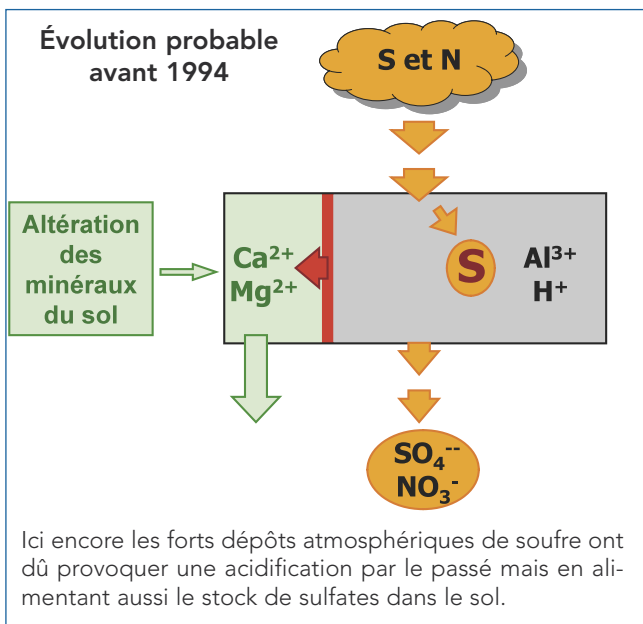 Évolution probable
avant 1994
S et N
Altération
des
minéraux
du sol
Ca²⁺
Mg²⁺
S
Al³⁺
H⁺
SO₄⁻⁻
NO₃⁻
Ici encore les forts dépôts atmosphériques de soufre ont
dû provoquer une acidification par le passé mais en ali-
mentant aussi le stock de sulfates dans le sol.